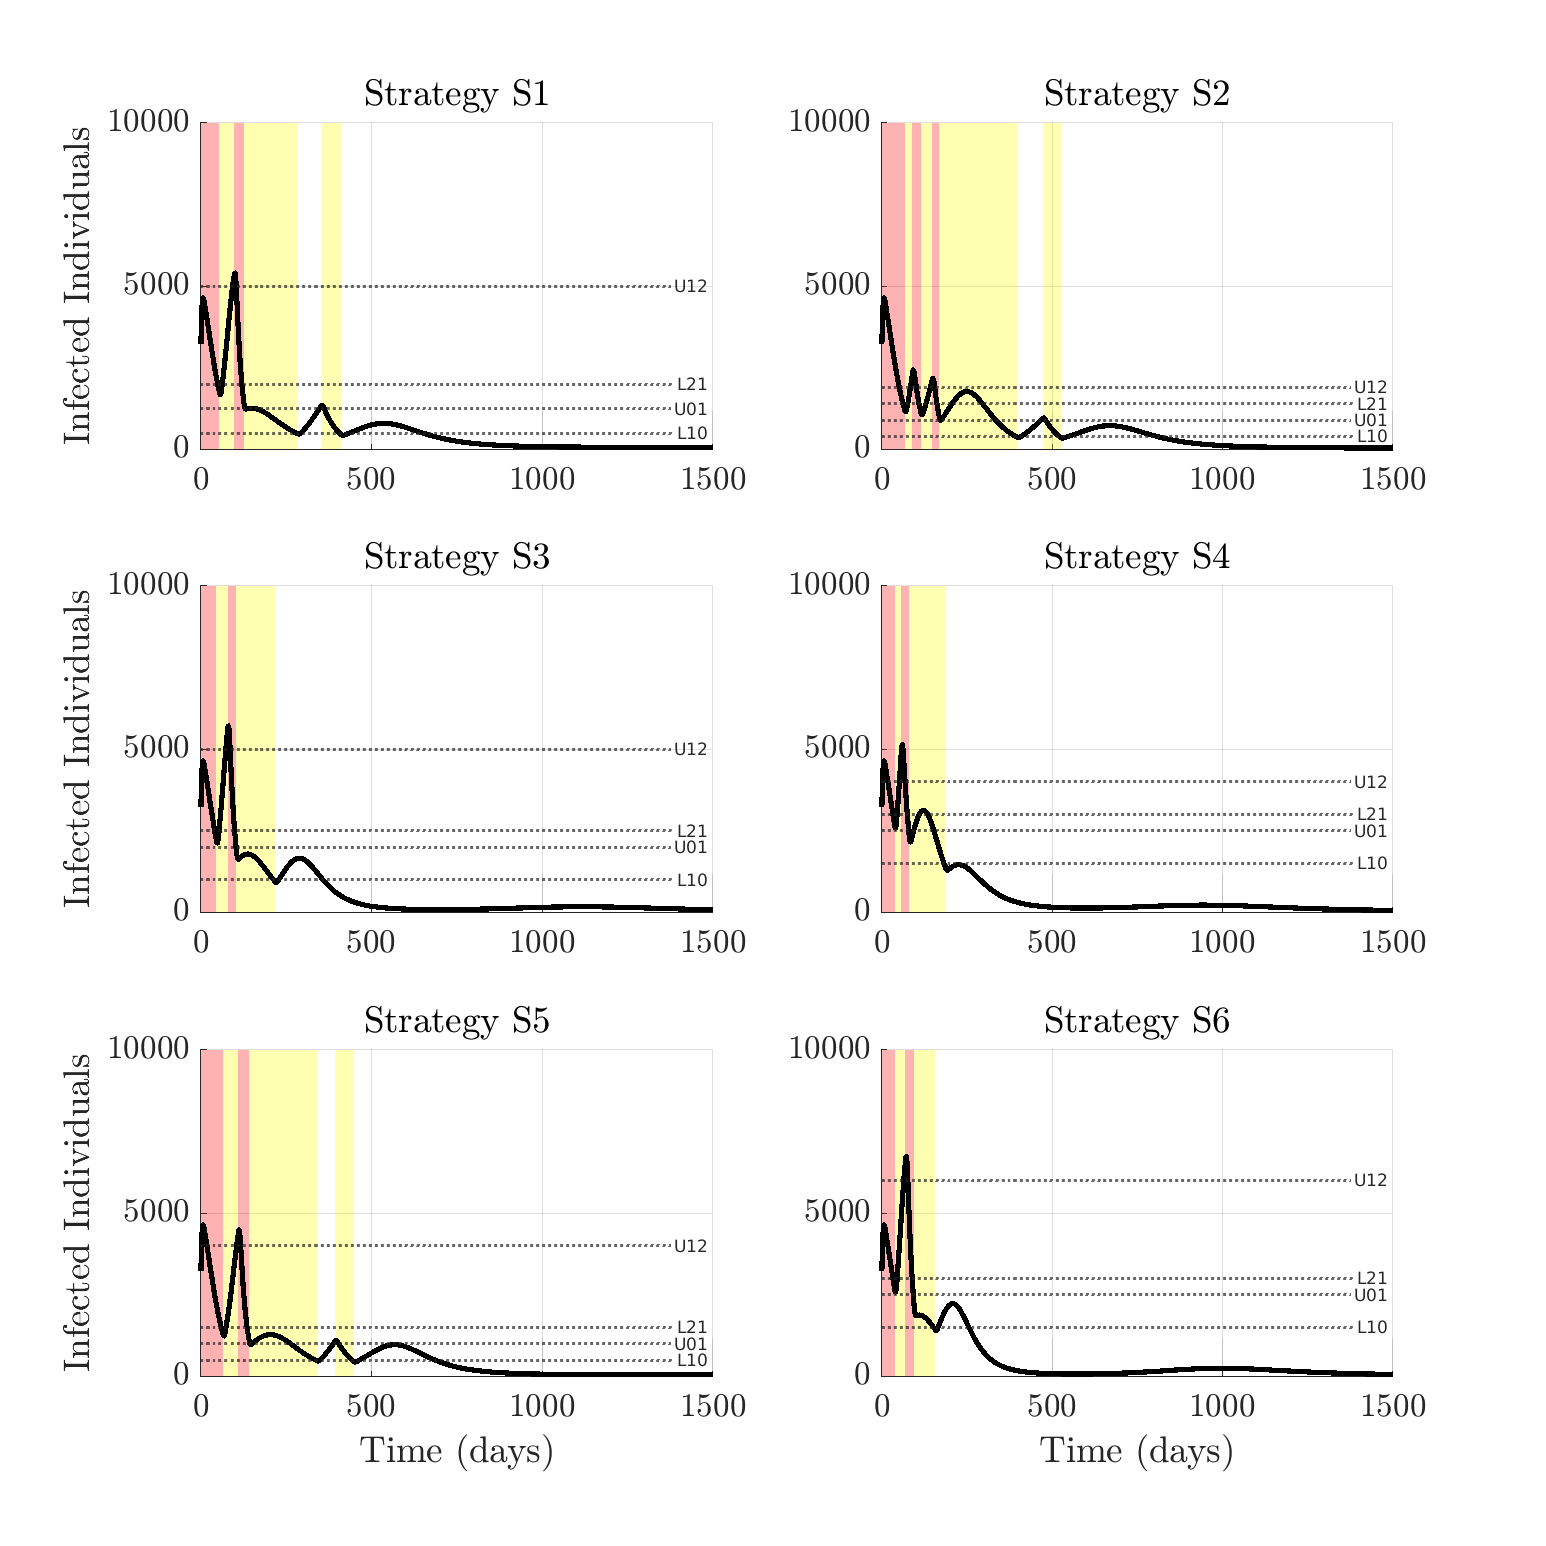 Strategy S1
Strategy S2
10000
5000
0
Infected Individuals
U12
L21
U01
L10
0 500 1000 1500
10000
5000
0
U12
L21
U01
L10
0 500 1000 1500
Strategy S3
Strategy S4
10000
5000
0
Infected Individuals
U12
L21
U01
L10
0 500 1000 1500
10000
5000
0
U12
L21
U01
L10
0 500 1000 1500
Strategy S5
Strategy S6
10000
5000
0
Infected Individuals
U12
L21
U01
L10
0 500 1000 1500
Time (days)
10000
5000
0
U12
L21
U01
L10
0 500 1000 1500
Time (days)